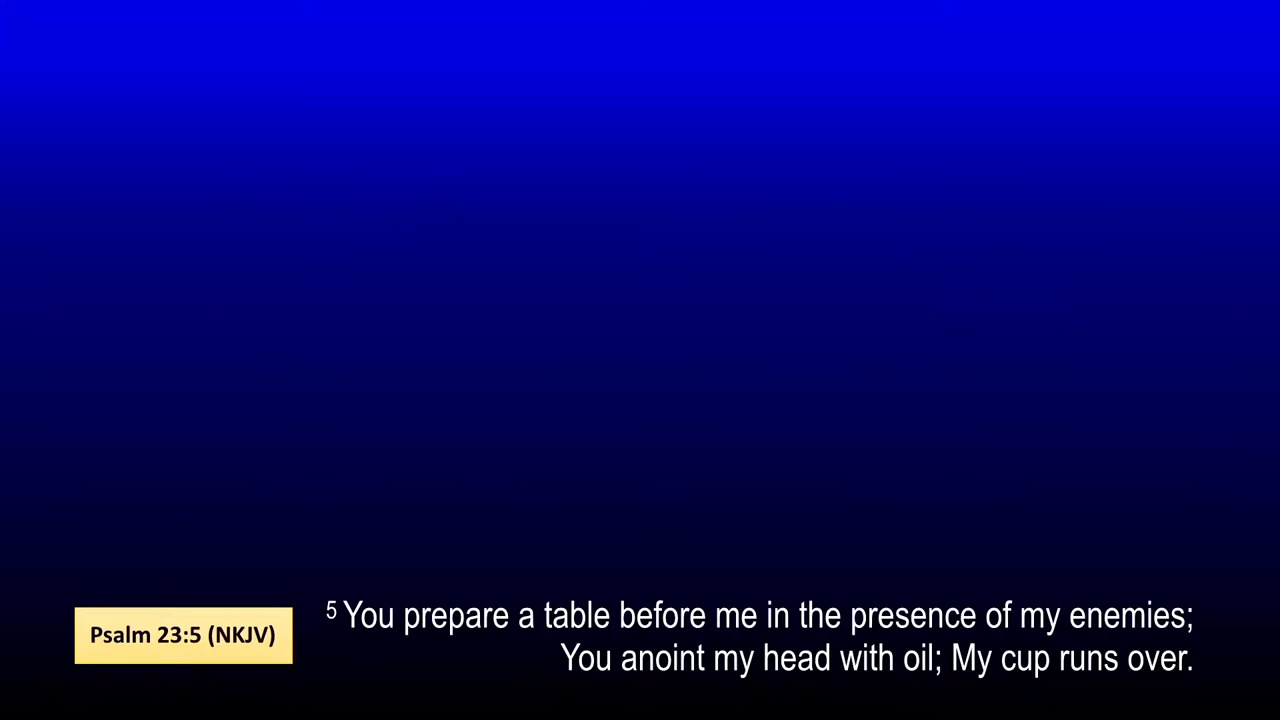 Psalm 23:5 (NKJV)
5 You prepare a table before me in the presence of my enemies;
You anoint my head with oil; My cup runs over.